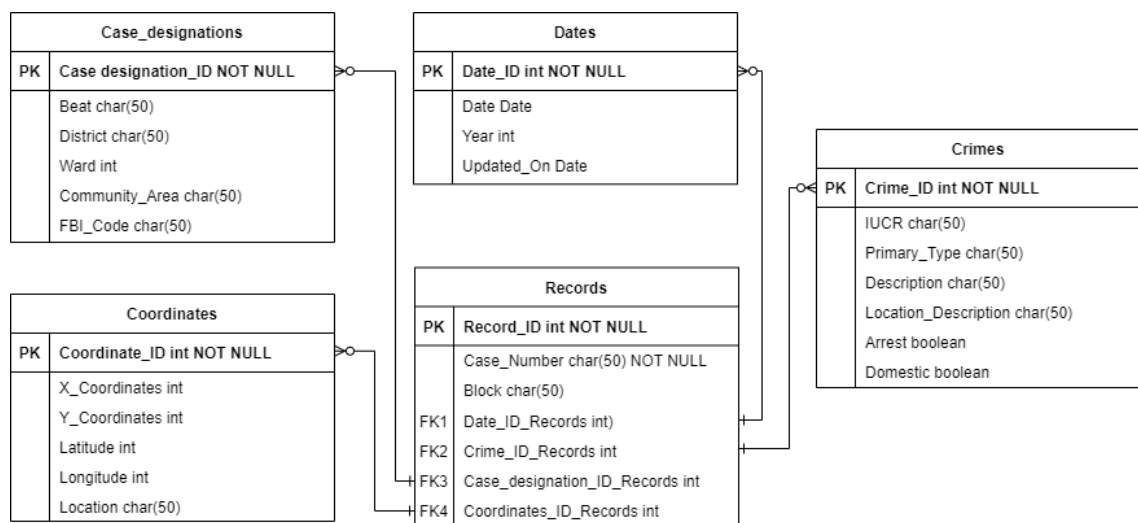 Case_designations
PK Case designation_ID NOT NULL
Beat char(50)
District char(50)
Ward int
Community_Area char(50)
FBI_Code char(50)
Dates
PK Date_ID int NOT NULL
Date Date
Year int
Updated_On Date
Crimes
PK Crime_ID int NOT NULL
IUCR char(50)
Primary_Type char(50)
Description char(50)
Location_Description char(50)
Arrest boolean
Domestic boolean
Coordinates
PK Coordinate_ID int NOT NULL
X_Coordinates int
Y_Coordinates int
Latitude int
Longitude int
Location char(50)
Records
PK Record_ID int NOT NULL
Case_Number char(50) NOT NULL
Block char(50)
FK1 Date_ID_Records int)
FK2 Crime_ID_Records int
FK3 Case_designation_ID_Records int
FK4 Coordinates_ID_Records int